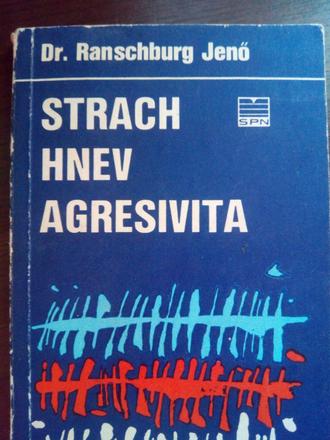 Dr. Ranschburg Jenő
STRACH
SPN
HNEV
AGRESIVITA